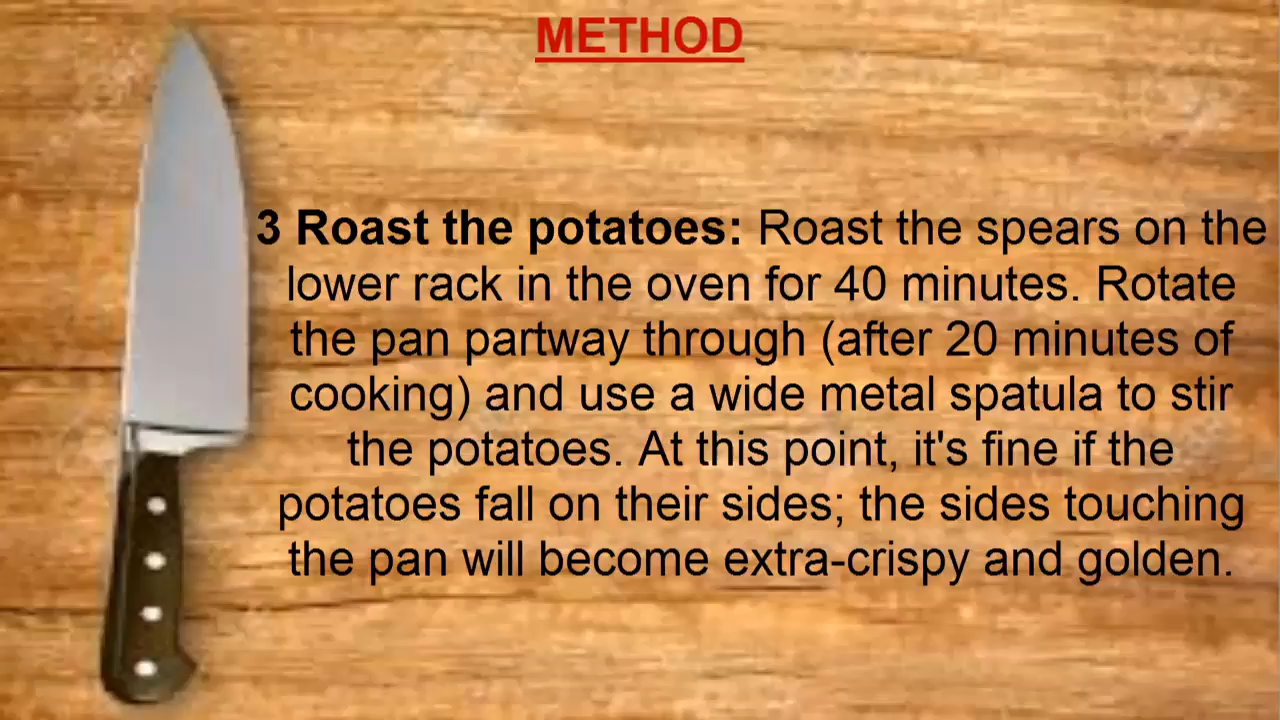 METHOD
3 Roast the potatoes: Roast the spears on the
lower rack in the oven for 40 minutes. Rotate
the pan partway through (after 20 minutes of
cooking) and use a wide metal spatula to stir
the potatoes. At this point, it's fine if the
potatoes fall on their sides; the sides touching
the pan will become extra-crispy and golden.